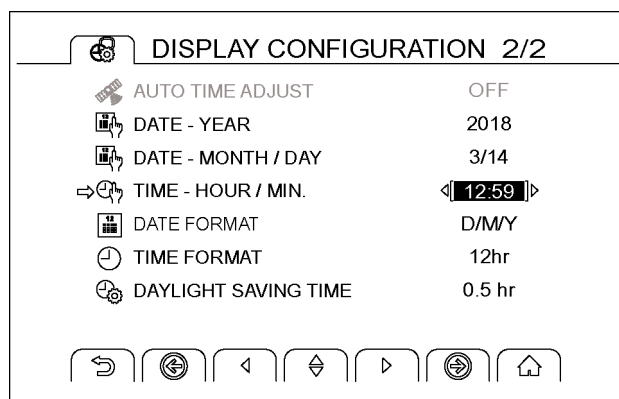 DISPLAY CONFIGURATION 2/2
AUTO TIME ADJUST OFF
DATE - YEAR 2018
DATE - MONTH / DAY 3/14
TIME - HOUR / MIN. 12:59
DATE FORMAT D/M/Y
TIME FORMAT 12hr
DAYLIGHT SAVING TIME 0.5 hr